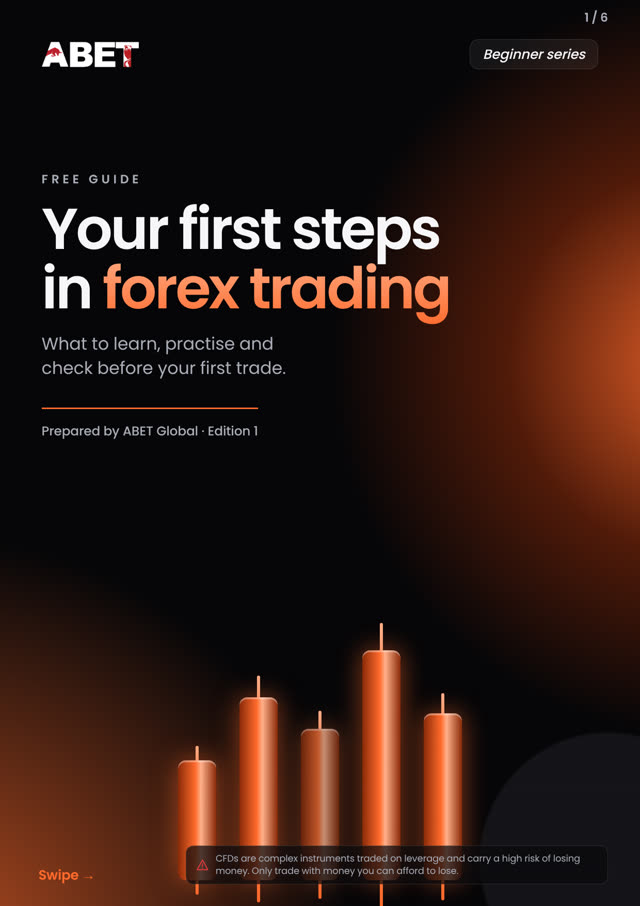 1 / 6
ABET
Beginner series
FREE GUIDE
Your first steps
in forex trading
What to learn, practise and
check before your first trade.
Prepared by ABET Global · Edition 1
CFDs are complex instruments traded on leverage and carry a high risk of losing
money. Only trade with money you can afford to lose.
Swipe →